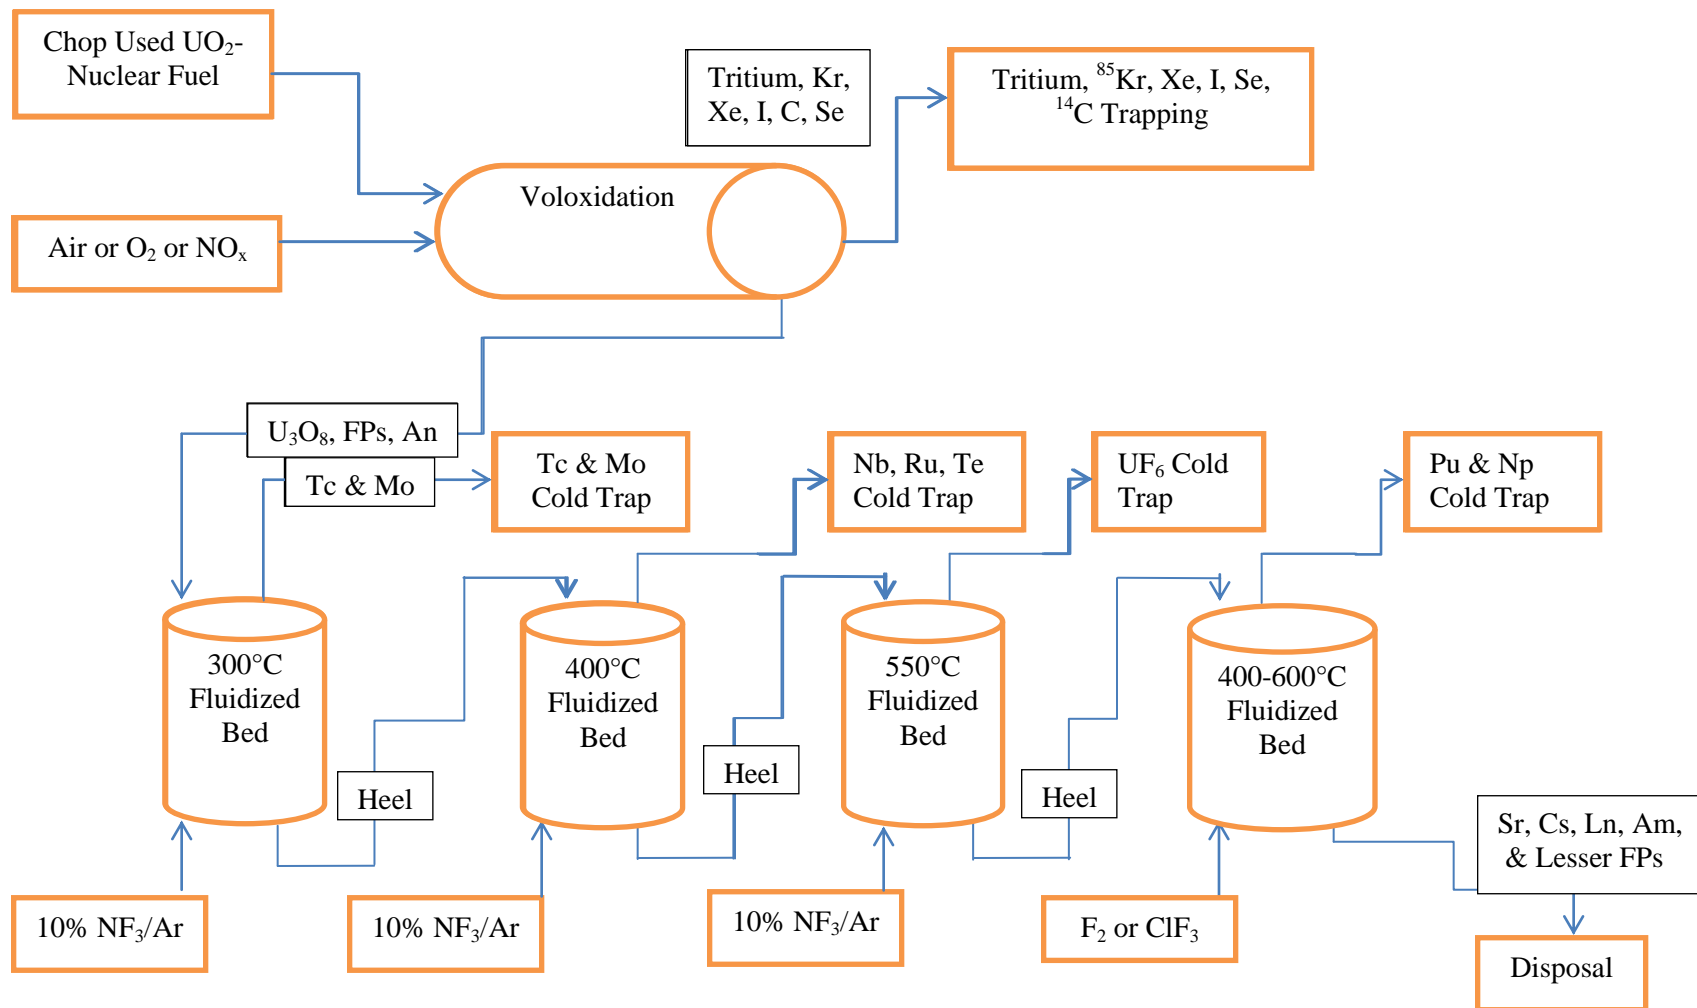 Chop Used UO₂-
Nuclear Fuel
Tritium, Kr,
Xe, I, C, Se
Tritium, ⁸⁵Kr, Xe, I, Se,
¹⁴C Trapping
Voloxidation
Air or O₂ or NOₓ
U₃O₈, FPs, An
Tc & Mo
Tc & Mo
Cold Trap
Nb, Ru, Te
Cold Trap
UF₆ Cold
Trap
Pu & Np
Cold Trap
300°C
Fluidized
Bed
400°C
Fluidized
Bed
550°C
Fluidized
Bed
400-600°C
Fluidized
Bed
Heel
Heel
Heel
Sr, Cs, Ln, Am,
& Lesser FPs
10% NF₃/Ar
10% NF₃/Ar
10% NF₃/Ar
F₂ or ClF₃
Disposal